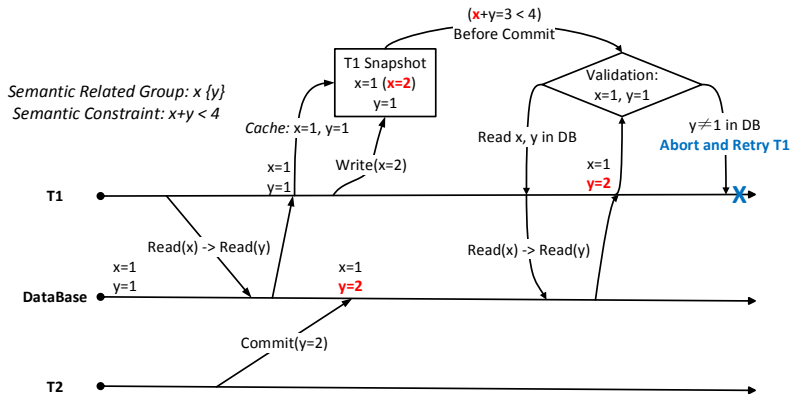 (x+y=3 < 4)
Before Commit
T1 Snapshot
x=1 (x=2)
y=1
Validation:
x=1, y=1
Semantic Related Group: x {y}
Semantic Constraint: x+y < 4
Cache: x=1, y=1
Read x, y in DB
y≠1 in DB
Abort and Retry T1
Write(x=2)
x=1
y=1
x=1
y=2
T1
X
Read(x) -> Read(y)
Read(x) -> Read(y)
x=1
y=1
x=1
y=2
DataBase
Commit(y=2)
T2